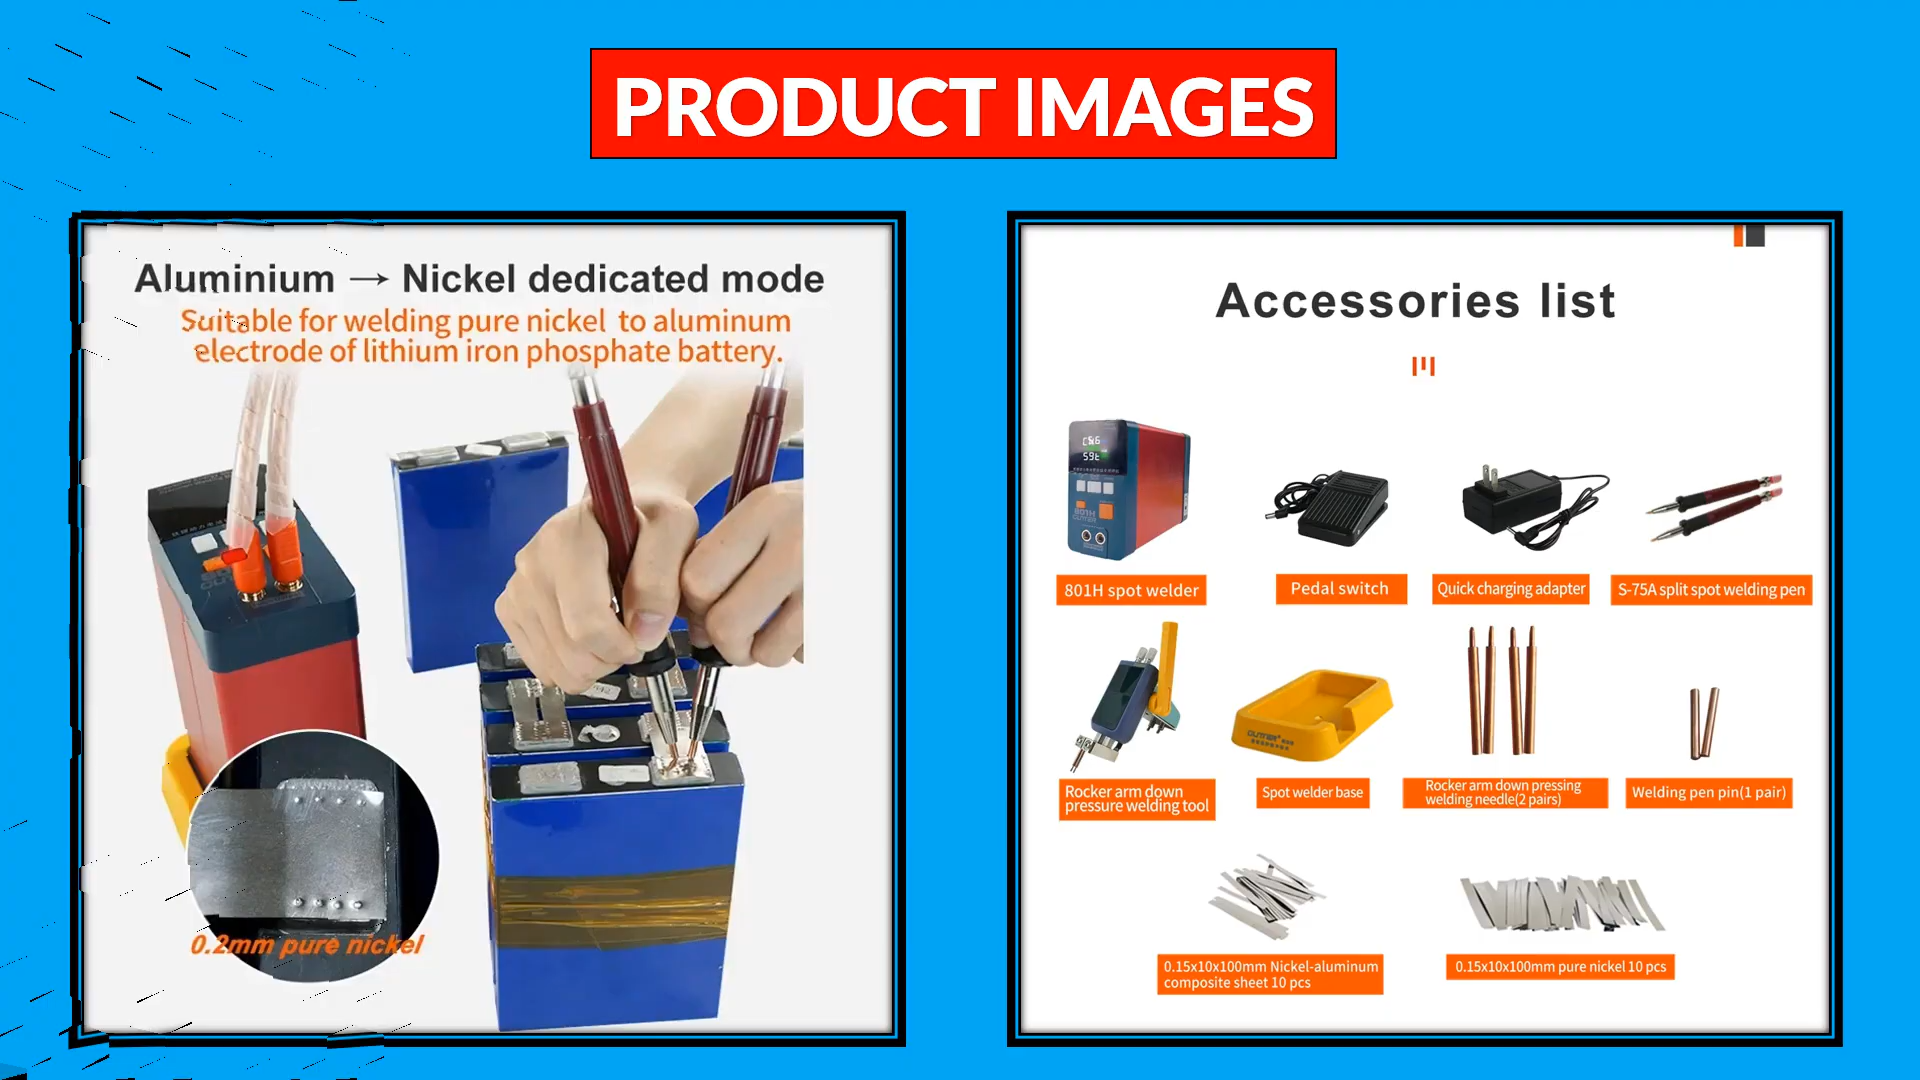 PRODUCT IMAGES
Aluminium → Nickel dedicated mode
Suitable for welding pure nickel to aluminum
electrode of lithium iron phosphate battery.
0.2mm pure nickel
Accessories list
801H
801H spot welder
Pedal switch
Quick charging adapter
S-75A split spot welding pen
Rocker arm down
pressure welding tool
Spot welder base
Rocker arm down pressing
welding needle(2 pairs)
Welding pen pin(1 pair)
0.15x10x100mm Nickel-aluminum
composite sheet 10 pcs
0.15x10x100mm pure nickel 10 pcs